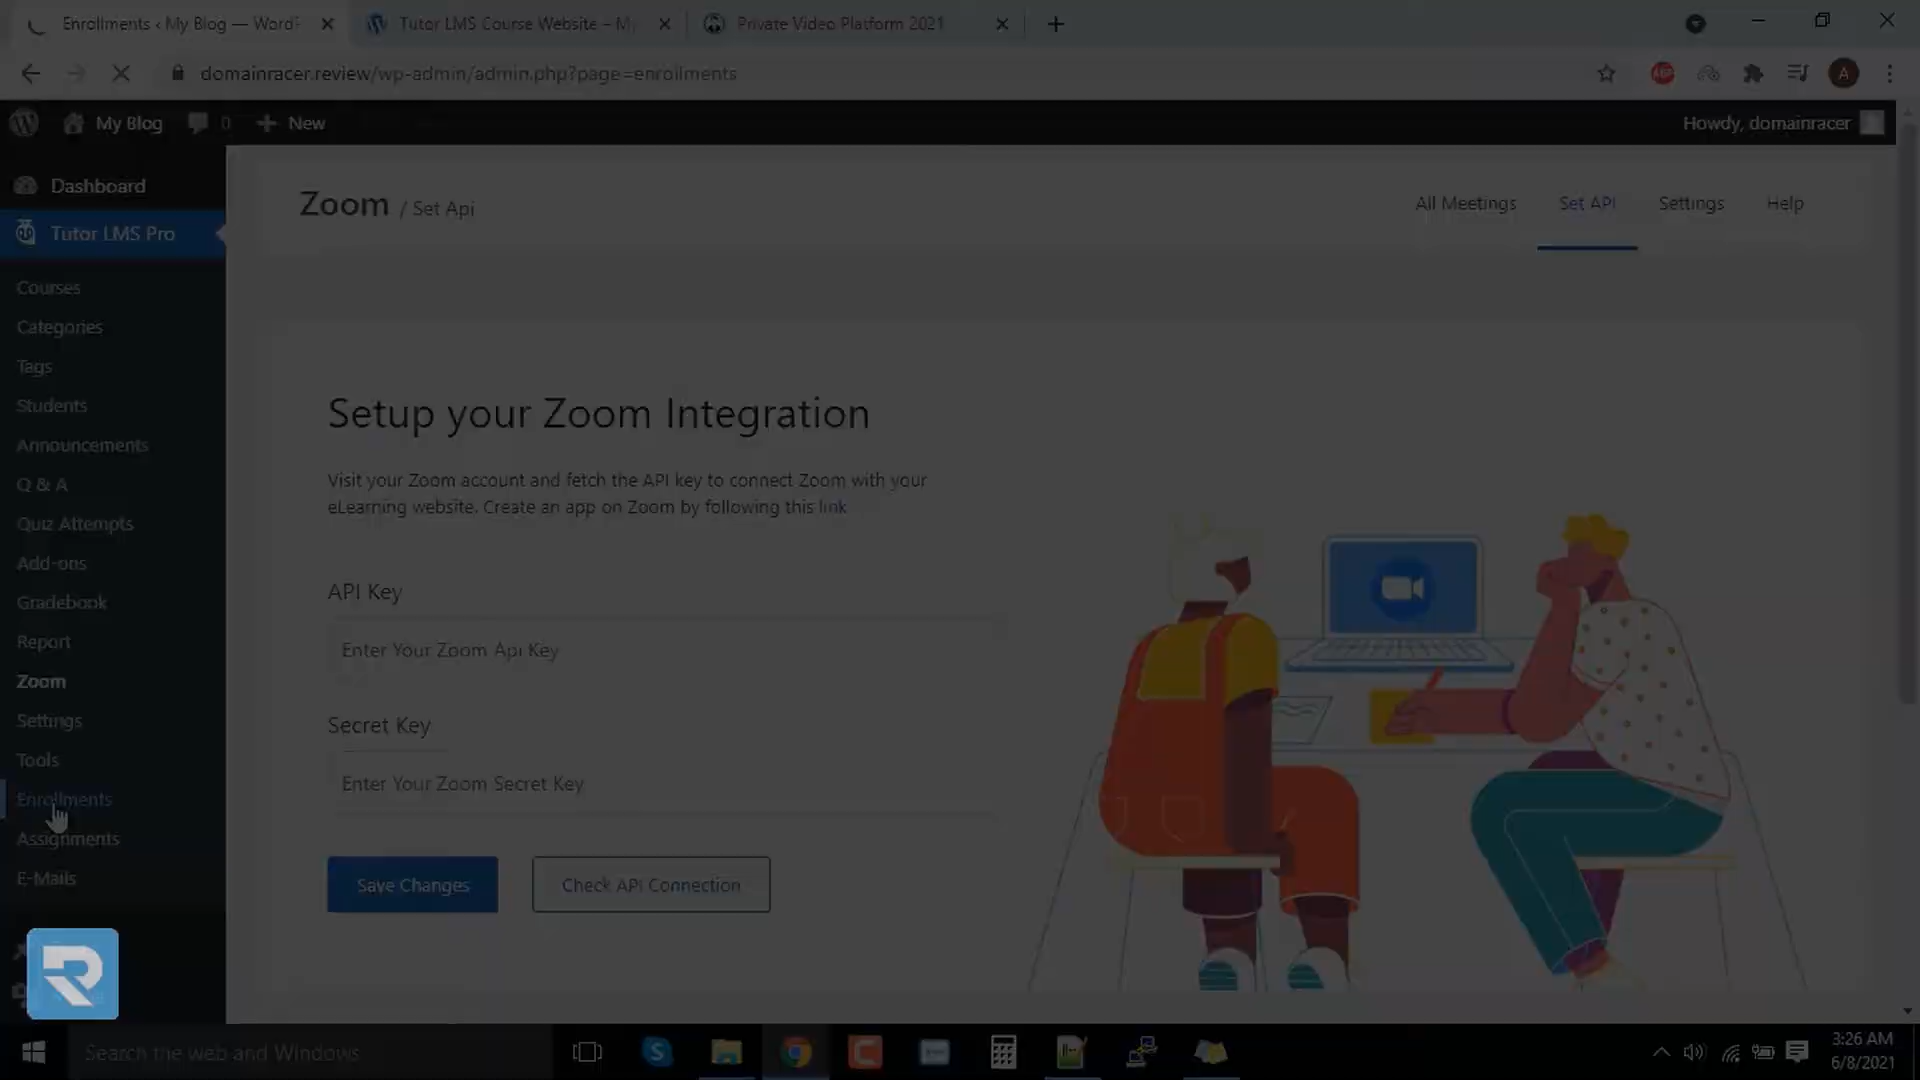 Enrollments ‹ My Blog — WordP
Tutor LMS Course Website – My
Private Video Platform 2021
domainracer.review/wp-admin/admin.php?page=enrollments
ABP
A
My Blog
0
New
Howdy, domainracer
Dashboard
Tutor LMS Pro
Courses
Categories
Tags
Students
Announcements
Q & A
Quiz Attempts
Add-ons
Gradebook
Report
Zoom
Settings
Tools
Enrollments
Assignments
E-Mails
Zoom / Set Api
All Meetings
Set API
Settings
Help
Setup your Zoom Integration
Visit your Zoom account and fetch the API key to connect Zoom with your
eLearning website. Create an app on Zoom by following this link
API Key
Enter Your Zoom Api Key
Secret Key
Enter Your Zoom Secret Key
Save Changes
Check API Connection
Search the web and Windows
3:26 AM
6/8/2021